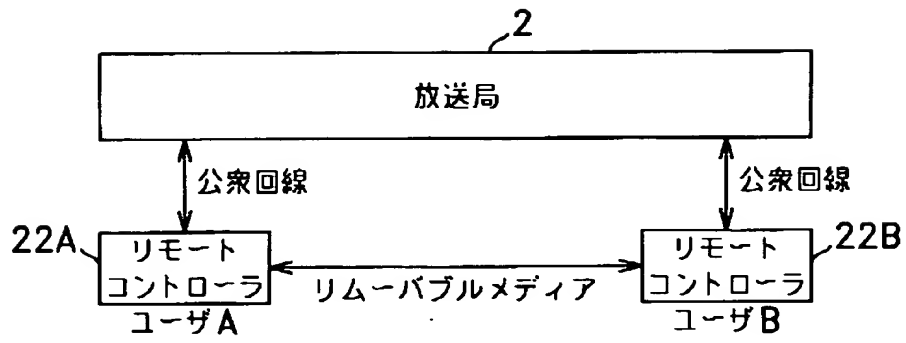 2
放送局
公衆回線
公衆回線
22A
リモート
コントローラ
ユーザA
リムーバブルメディア
リモート
コントローラ
ユーザB
22B